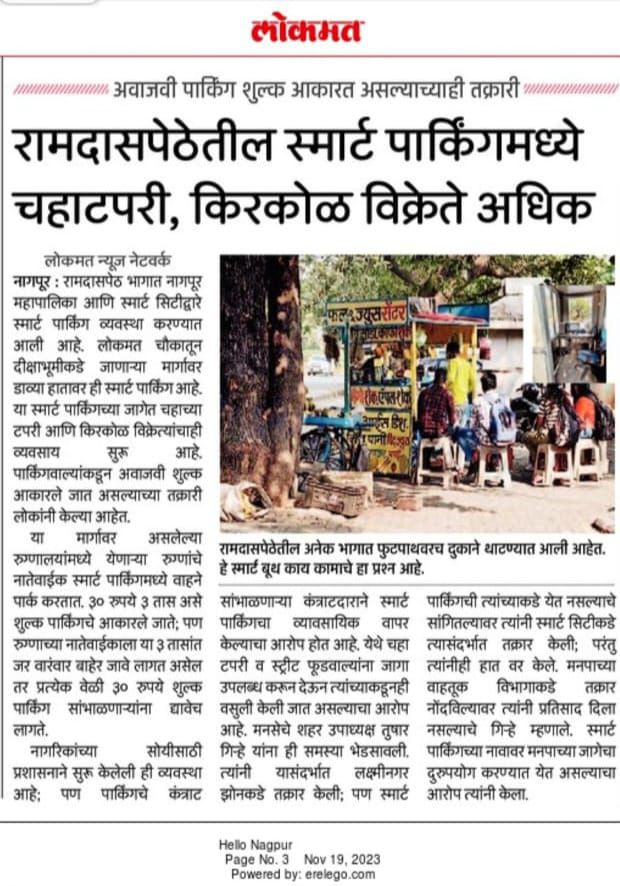 लोकमत
अवाजवी पार्किंग शुल्क आकारत असल्याच्याही तक्रारी
रामदासपेठेतील स्मार्ट पार्किंगमध्ये
चहाटपरी, किरकोळ विक्रेते अधिक
लोकमत न्यूज नेटवर्क
नागपूर : रामदासपेठ भागात नागपूर
महापालिका आणि स्मार्ट सिटीद्वारे
स्मार्ट पार्किंग व्यवस्था करण्यात
आली आहे. लोकमत चौकातून
दीक्षाभूमीकडे जाणाऱ्या मार्गावर
डाव्या हातावर ही स्मार्ट पार्किंग आहे.
या स्मार्ट पार्किंगच्या जागेत चहाच्या
टपरी आणि किरकोळ विक्रेत्यांचाही
व्यवसाय सुरू आहे.
पार्किंगवाल्यांकडून अवाजवी शुल्क
आकारले जात असल्याच्या तक्रारी
लोकांनी केल्या आहेत.
या मार्गावर असलेल्या
रुग्णालयांमध्ये येणाऱ्या रुग्णांचे
नातेवाईक स्मार्ट पार्किंगमध्ये वाहने
पार्क करतात. ३० रुपये ३ तास असे
शुल्क पार्किंगचे आकारले जाते; पण
रुग्णाच्या नातेवाईकाला या ३ तासांत
जर वारंवार बाहेर जावे लागत असेल
तर प्रत्येक वेळी ३० रुपये शुल्क
पार्किंग सांभाळणाऱ्यांना द्यावेच
लागते.
नागरिकांच्या सोयीसाठी
प्रशासनाने सुरू केलेली ही व्यवस्था
आहे; पण पार्किंगचे कंत्राट
फल ज्यूस सेंटर
रामदासपेठेतील अनेक भागात फुटपाथवरच दुकाने थाटण्यात आली आहेत.
हे स्मार्ट बूथ काय कामाचे हा प्रश्न आहे.
सांभाळणाऱ्या कंत्राटदाराने स्मार्ट
पार्किंगचा व्यावसायिक वापर
केल्याचा आरोप होत आहे. येथे चहा
टपरी व स्ट्रीट फूडवाल्यांना जागा
उपलब्ध करून देऊन त्यांच्याकडूनही
वसुली केली जात असल्याचा आरोप
आहे. मनसेचे शहर उपाध्यक्ष तुषार
गिऱ्हे यांना ही समस्या भेडसावली.
त्यांनी यासंदर्भात लक्ष्मीनगर
झोनकडे तक्रार केली; पण स्मार्ट
पार्किंगची त्यांच्याकडे येत नसल्याचे
सांगितल्यावर त्यांनी स्मार्ट सिटीकडे
त्यासंदर्भात तक्रार केली; परंतु
त्यांनीही हात वर केले. मनपाच्या
वाहतूक विभागाकडे तक्रार
नोंदविल्यावर त्यांनी प्रतिसाद दिला
नसल्याचे गिऱ्हे म्हणाले. स्मार्ट
पार्किंगच्या नावावर मनपाच्या जागेचा
दुरुपयोग करण्यात येत असल्याचा
आरोप त्यांनी केला.
Hello Nagpur
Page No. 3 Nov 19, 2023
Powered by: erelego.com